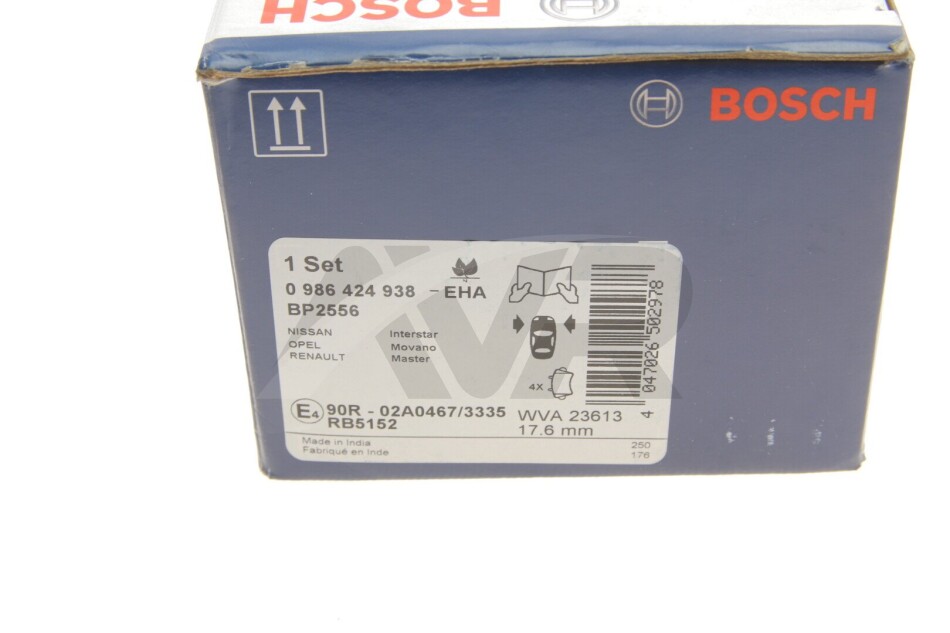 BOSCH
BOSCH
1 Set
0 986 424 938 - EHA
BP2556
NISSAN Interstar
OPEL Movano
RENAULT Master
4X
E4 90R - 02A0467/3335 WVA 23613
RB5152 17.6 mm
Made in India 250
Fabriqué en Inde 176
4 047026 502978
AVR